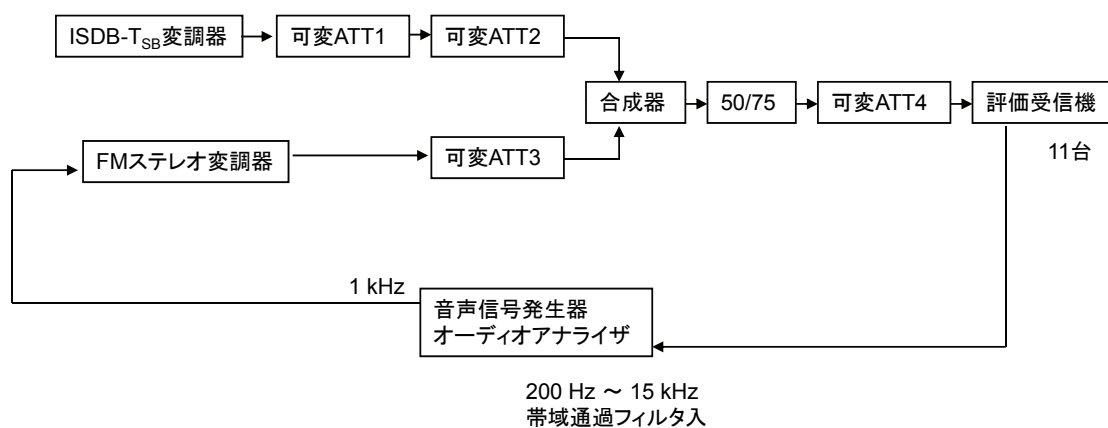 ISDB-TSB変調器
可変ATT1
可変ATT2
合成器
50/75
可変ATT4
評価受信機
11台
FMステレオ変調器
可変ATT3
1 kHz
音声信号発生器
オーディオアナライザ
200 Hz ～ 15 kHz
帯域通過フィルタ入